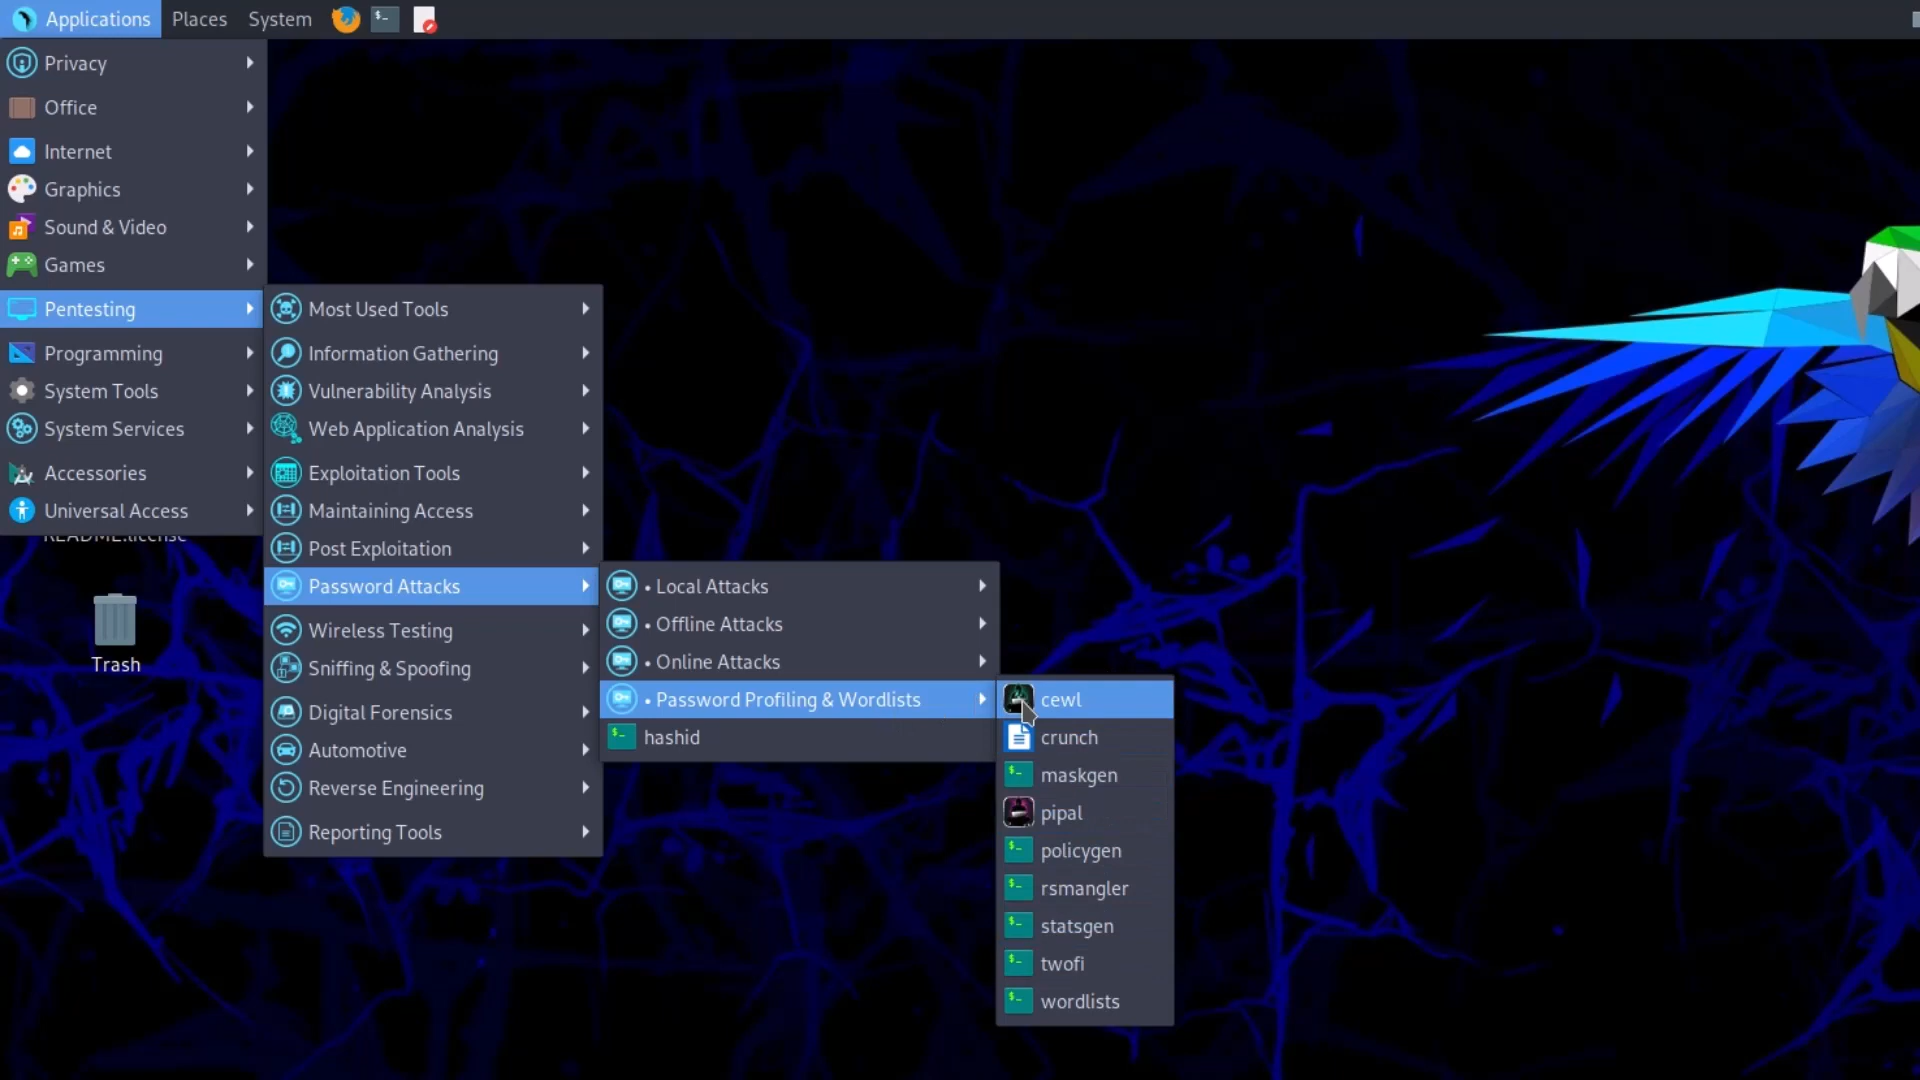 Applications Places System
Privacy
Office
Internet
Graphics
Sound & Video
Games
Pentesting
Programming
System Tools
System Services
Accessories
Universal Access
README.license
Trash
Most Used Tools
Information Gathering
Vulnerability Analysis
Web Application Analysis
Exploitation Tools
Maintaining Access
Post Exploitation
Password Attacks
Wireless Testing
Sniffing & Spoofing
Digital Forensics
Automotive
Reverse Engineering
Reporting Tools
• Local Attacks
• Offline Attacks
• Online Attacks
• Password Profiling & Wordlists
hashid
cewl
crunch
maskgen
pipal
policygen
rsmangler
statsgen
twofi
wordlists